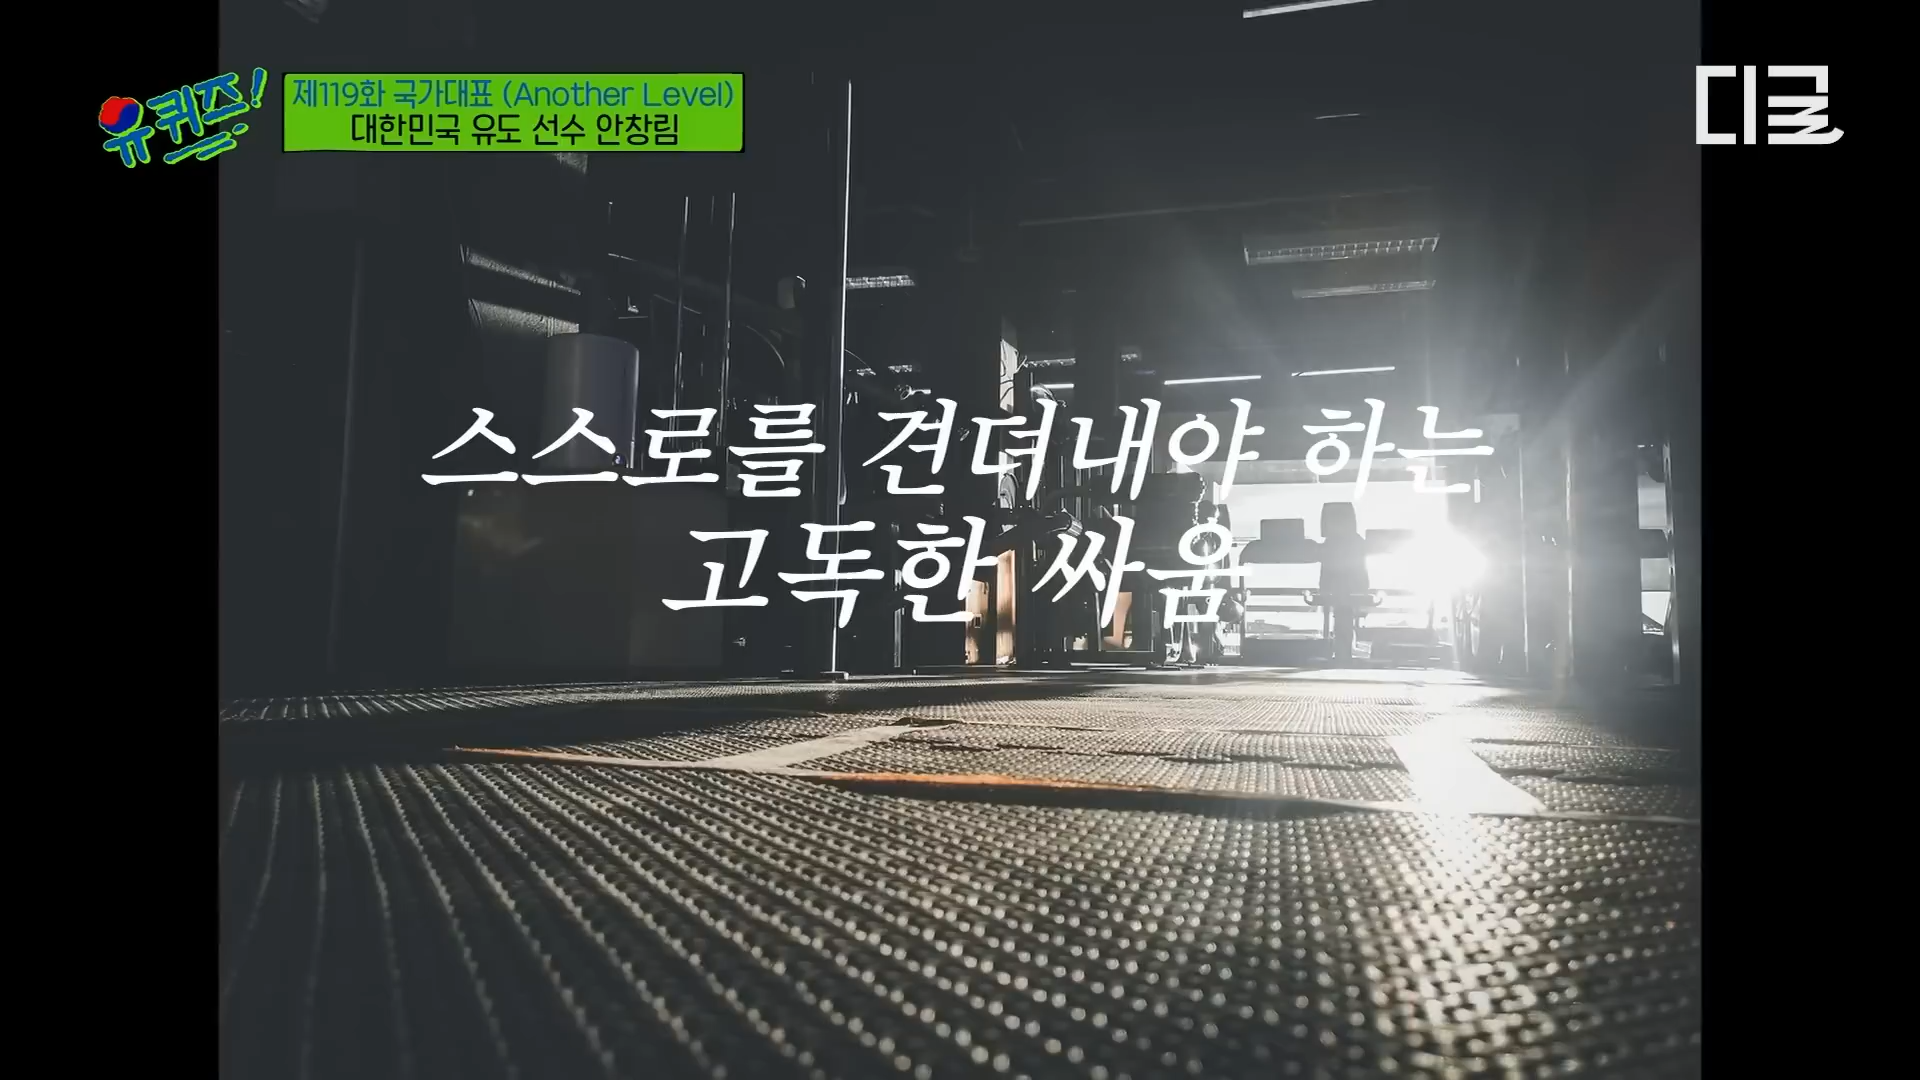 유퀴즈!
제119화 국가대표 (Another Level)
대한민국 유도 선수 안창림
디글
스스로를 견뎌내야 하는
고독한 싸움